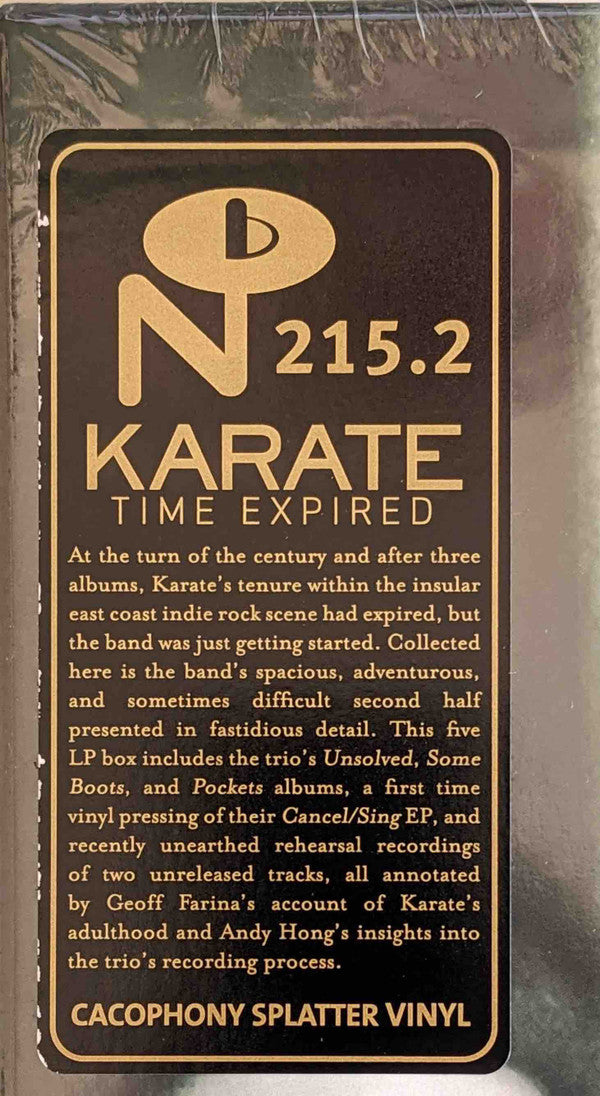 N 215.2
KARATE
TIME EXPIRED
At the turn of the century and after three
albums, Karate's tenure within the insular
east coast indie rock scene had expired, but
the band was just getting started. Collected
here is the band's spacious, adventurous,
and sometimes difficult second half
presented in fastidious detail. This five
LP box includes the trio's Unsolved, Some
Boots, and Pockets albums, a first time
vinyl pressing of their Cancel/Sing EP, and
recently unearthed rehearsal recordings
of two unreleased tracks, all annotated
by Geoff Farina's account of Karate's
adulthood and Andy Hong's insights into
the trio's recording process.
CACOPHONY SPLATTER VINYL